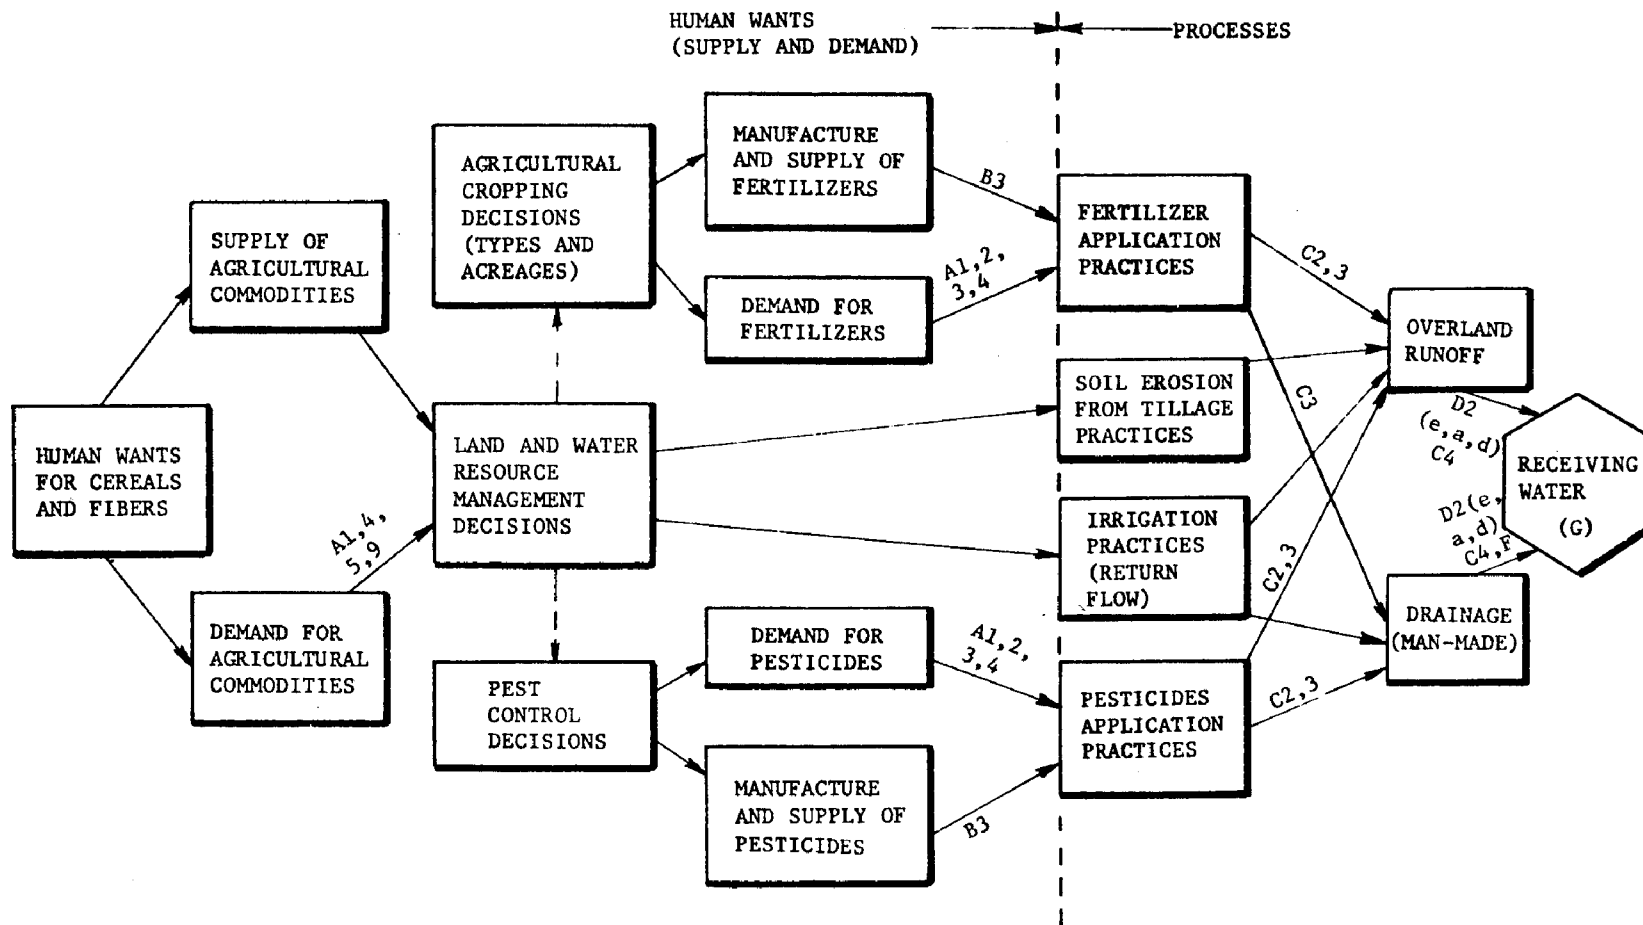 HUMAN WANTS
(SUPPLY AND DEMAND)
PROCESSES
HUMAN WANTS
FOR CEREALS
AND FIBERS
SUPPLY OF
AGRICULTURAL
COMMODITIES
DEMAND FOR
AGRICULTURAL
COMMODITIES
A1,4,
5,9
AGRICULTURAL
CROPPING
DECISIONS
(TYPES AND
ACREAGES)
LAND AND WATER
RESOURCE
MANAGEMENT
DECISIONS
PEST
CONTROL
DECISIONS
MANUFACTURE
AND SUPPLY OF
FERTILIZERS
DEMAND FOR
FERTILIZERS
DEMAND FOR
PESTICIDES
MANUFACTURE
AND SUPPLY OF
PESTICIDES
B3
A1,2,
3,4
A1,2,
3,4
B3
FERTILIZER
APPLICATION
PRACTICES
SOIL EROSION
FROM TILLAGE
PRACTICES
IRRIGATION
PRACTICES
(RETURN
FLOW)
PESTICIDES
APPLICATION
PRACTICES
C2,3
C3
C2,3
C2,3
OVERLAND
RUNOFF
DRAINAGE
(MAN-MADE)
D2
(e,a,d)
C4
D2(e,
a,d)
C4,F
RECEIVING
WATER
(G)